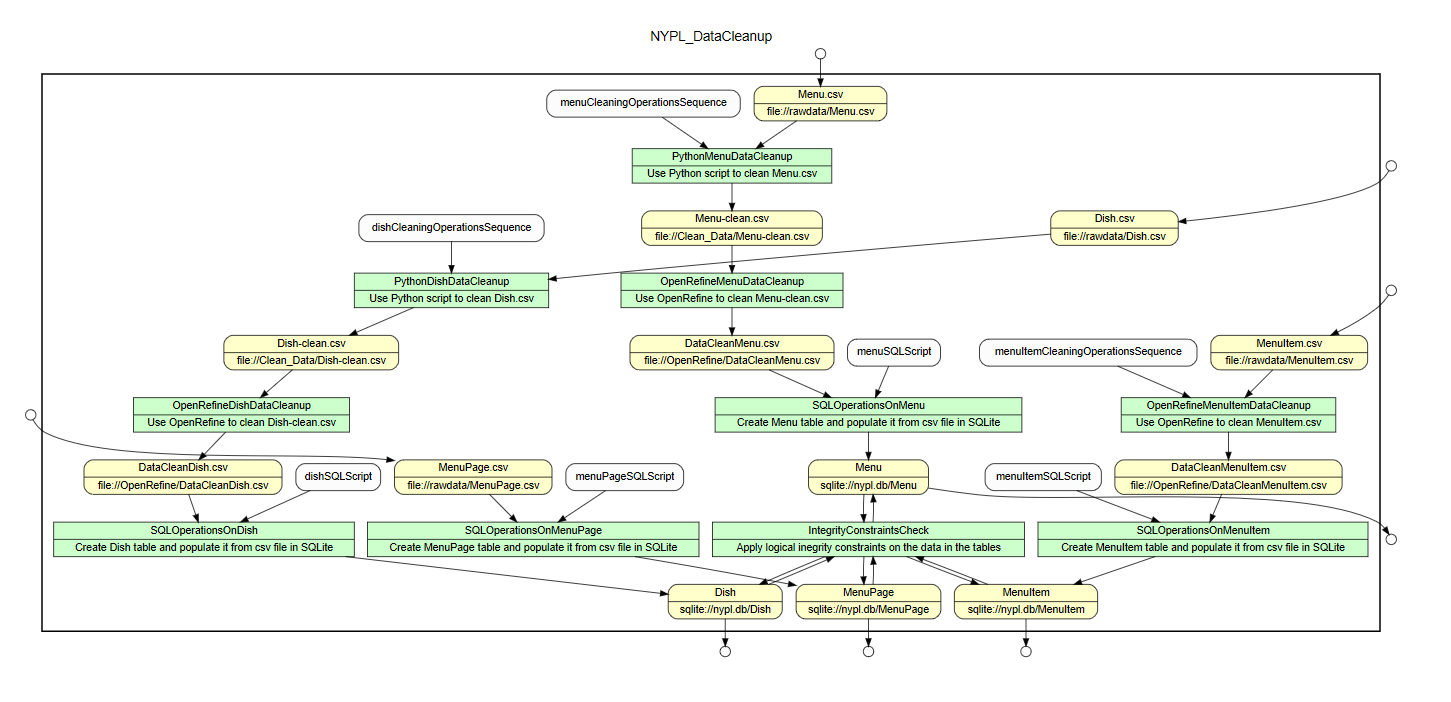 NYPL_DataCleanup
Menu.csv
menuCleaningOperationsSequence
file://rawdata/Menu.csv
PythonMenuDataCleanup
Use Python script to clean Menu.csv
Menu-clean.csv
file://Clean_Data/Menu-clean.csv
Dish.csv
file://rawdata/Dish.csv
dishCleaningOperationsSequence
PythonDishDataCleanup
Use Python script to clean Dish.csv
OpenRefineMenuDataCleanup
Use OpenRefine to clean Menu-clean.csv
Dish-clean.csv
file://Clean_Data/Dish-clean.csv
DataCleanMenu.csv
file://OpenRefine/DataCleanMenu.csv
menuSQLScript
menuItemCleaningOperationsSequence
MenuItem.csv
file://rawdata/MenuItem.csv
OpenRefineDishDataCleanup
Use OpenRefine to clean Dish-clean.csv
SQLOperationsOnMenu
Create Menu table and populate it from csv file in SQLite
OpenRefineMenuItemDataCleanup
Use OpenRefine to clean MenuItem.csv
DataCleanDish.csv
file://OpenRefine/DataCleanDish.csv
dishSQLScript
MenuPage.csv
file://rawdata/MenuPage.csv
menuPageSQLScript
Menu
sqlite://nypl.db/Menu
menuItemSQLScript
DataCleanMenuItem.csv
file://OpenRefine/DataCleanMenuItem.csv
SQLOperationsOnDish
Create Dish table and populate it from csv file in SQLite
SQLOperationsOnMenuPage
Create MenuPage table and populate it from csv file in SQLite
IntegrityConstraintsCheck
Apply logical inegrity constraints on the data in the tables
SQLOperationsOnMenuItem
Create MenuItem table and populate it from csv file in SQLite
Dish
sqlite://nypl.db/Dish
MenuPage
sqlite://nypl.db/MenuPage
MenuItem
sqlite://nypl.db/MenuItem